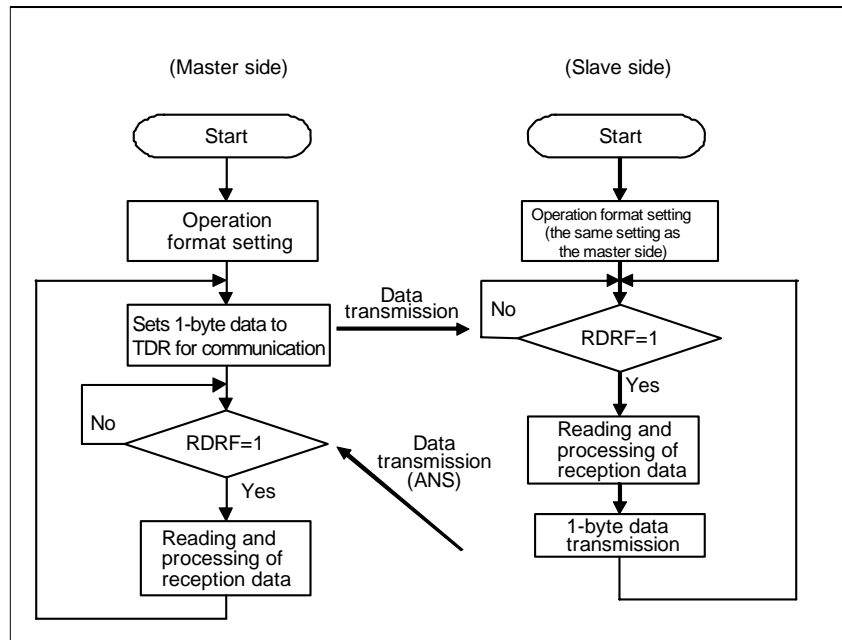 (Master side)
Start
Operation
format setting
Sets 1-byte data to
TDR for communication
No
RDRF=1
Yes
Reading and
processing of
reception data
Data
transmission
Data
transmission
(ANS)
(Slave side)
Start
Operation format setting
(the same setting as
the master side)
No
RDRF=1
Yes
Reading and
processing of
reception data
1-byte data
transmission